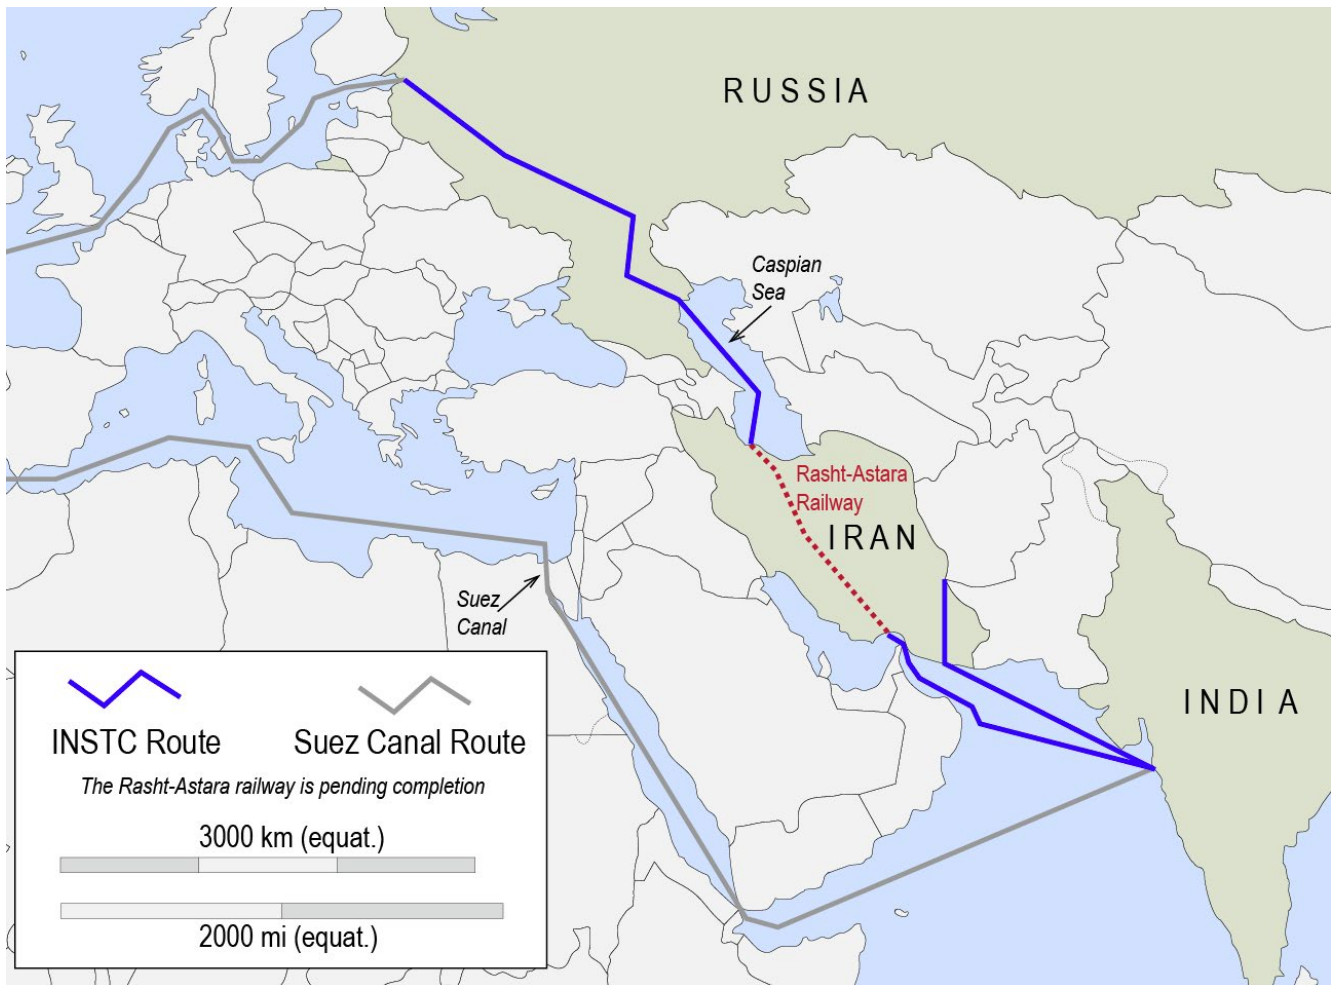 RUSSIA
Caspian
Sea
Rasht-Astara
Railway
IRAN
Suez
Canal
INDIA
INSTC Route
Suez Canal Route
The Rasht-Astara railway is pending completion
3000 km (equat.)
2000 mi (equat.)